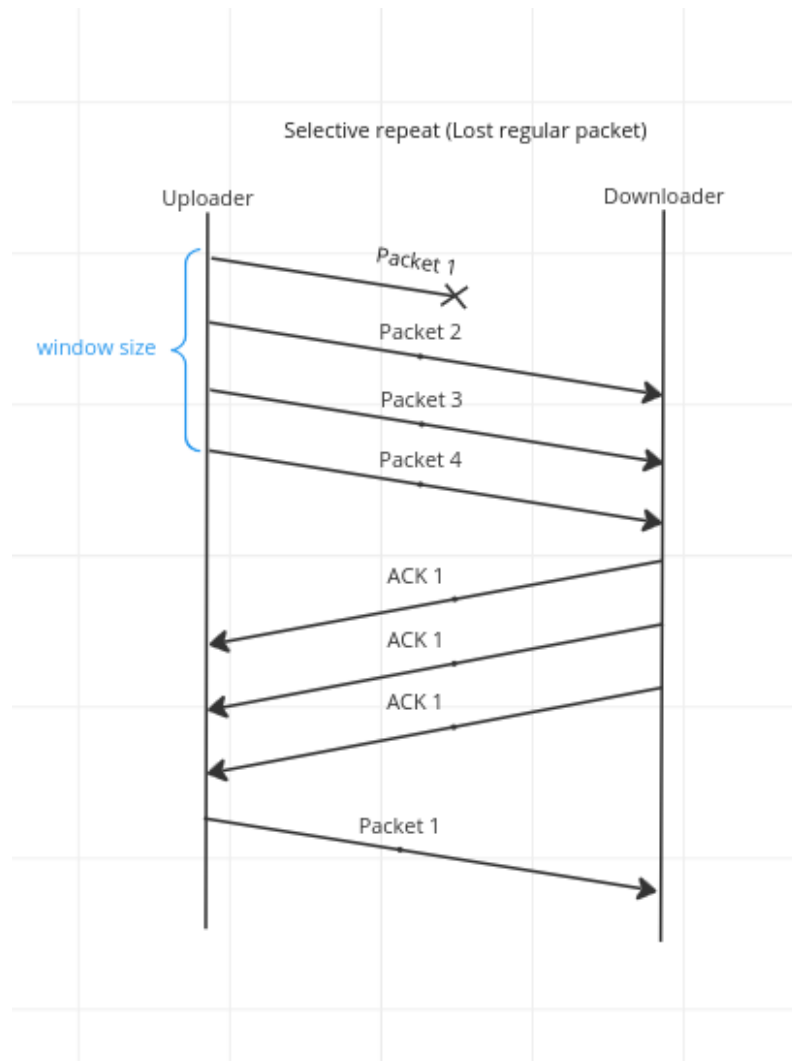 Selective repeat (Lost regular packet)
Uploader
Downloader
Packet 1
window size
Packet 2
Packet 3
Packet 4
ACK 1
ACK 1
ACK 1
Packet 1